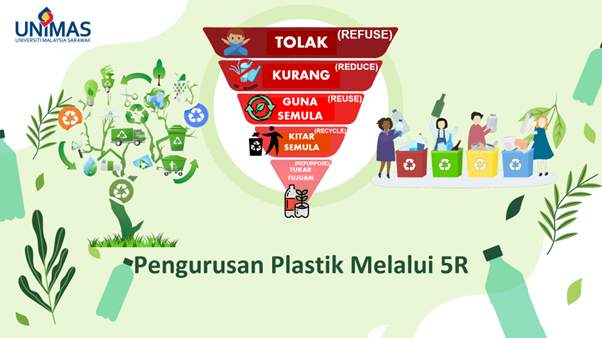 UNIMAS
UNIVERSITI MALAYSIA SARAWAK
TOLAK (REFUSE)
KURANG (REDUCE)
GUNA (REUSE)
SEMULA
KITAR (RECYCLE)
SEMULA
(REPURPOSE)
TUKAR
TUJUAN
Pengurusan Plastik Melalui 5R